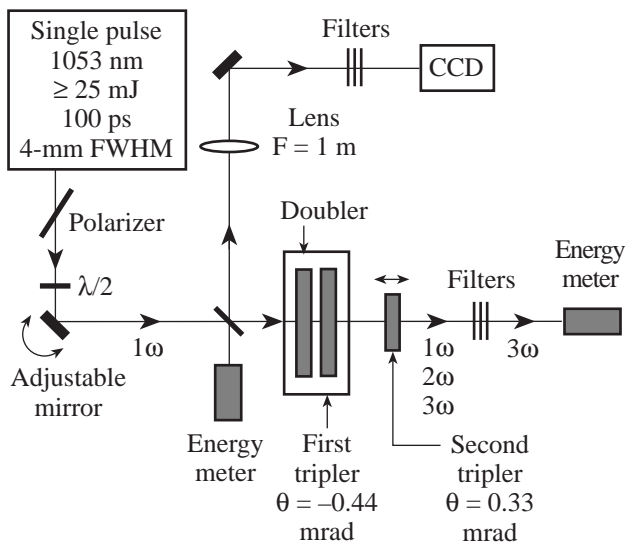 Single pulse
1053 nm
≥ 25 mJ
100 ps
4-mm FWHM
Filters
CCD
Lens
F = 1 m
Polarizer
λ/2
Adjustable
mirror
1ω
Energy
meter
Doubler
First
tripler
θ = –0.44
mrad
1ω
2ω
3ω
Second
tripler
θ = 0.33
mrad
Filters
3ω
Energy
meter